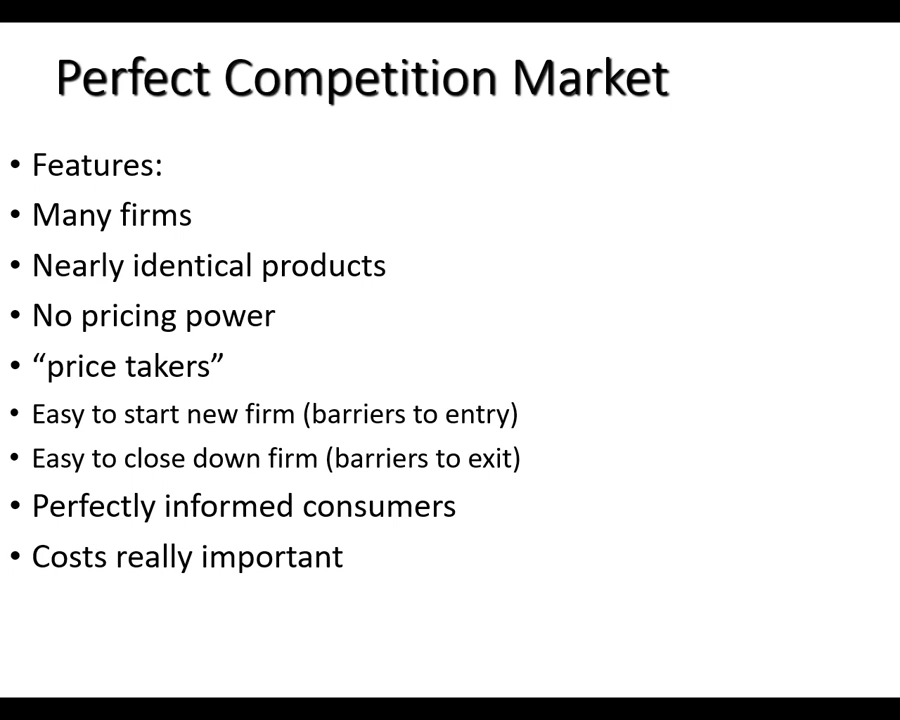 Perfect Competition Market
• Features:
• Many firms
• Nearly identical products
• No pricing power
• “price takers”
• Easy to start new firm (barriers to entry)
• Easy to close down firm (barriers to exit)
• Perfectly informed consumers
• Costs really important